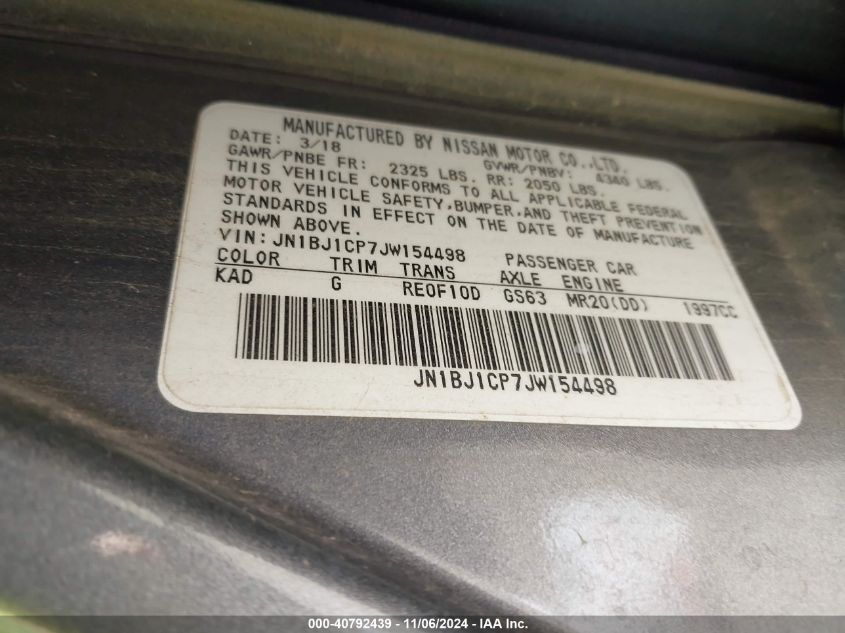 MANUFACTURED BY NISSAN MOTOR CO.,LTD.
DATE: 3/18 GVWR/PNBV: 4340 LBS.
GAWR/PNBE FR: 2325 LBS. RR: 2050 LBS.
THIS VEHICLE CONFORMS TO ALL APPLICABLE FEDERAL
MOTOR VEHICLE SAFETY,BUMPER,AND THEFT PREVENTION
STANDARDS IN EFFECT ON THE DATE OF MANUFACTURE
SHOWN ABOVE.
VIN:JN1BJ1CP7JW154498 PASSENGER CAR
COLOR TRIM TRANS AXLE ENGINE
KAD G RE0F10D GS63 MR20(DD) 1997CC
JN1BJ1CP7JW154498
000-40792439 - 11/06/2024 - IAA Inc.